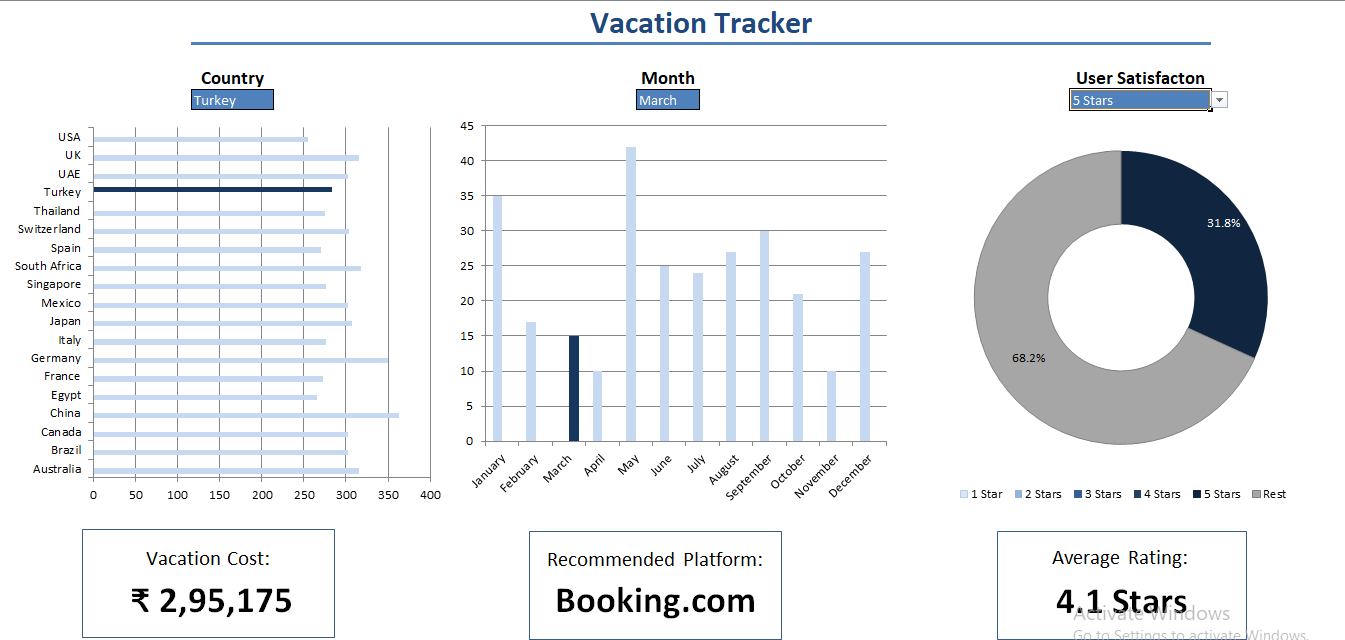 Vacation Tracker
Country
Turkey
Month
March
User Satisfacton
5 Stars
USA
UK
UAE
Turkey
Thailand
Switzerland
Spain
South Africa
Singapore
Mexico
Japan
Italy
Germany
France
Egypt
China
Canada
Brazil
Australia
0 50 100 150 200 250 300 350 400
45
40
35
30
25
20
15
10
5
0
January February March April May June July August September October November December
31.8%
68.2%
1 Star 2 Stars 3 Stars 4 Stars 5 Stars Rest
Vacation Cost:
₹ 2,95,175
Recommended Platform:
Booking.com
Average Rating:
4.1 Stars
Activate Windows
Go to Settings to activate Windows.